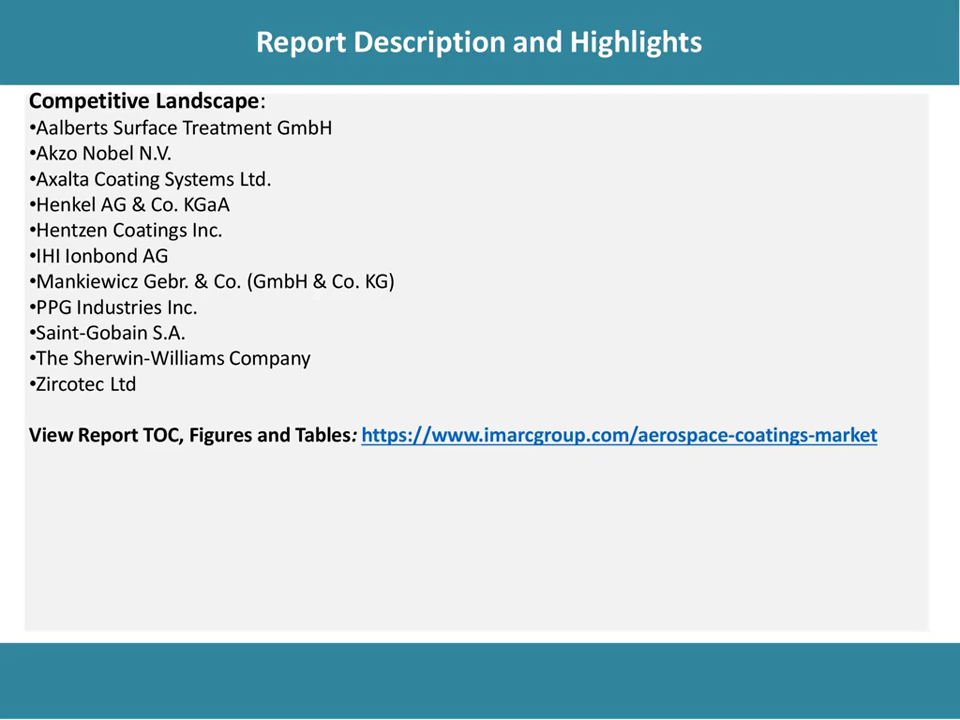 Report Description and Highlights
Competitive Landscape:
•Aalberts Surface Treatment GmbH
•Akzo Nobel N.V.
•Axalta Coating Systems Ltd.
•Henkel AG & Co. KGaA
•Hentzen Coatings Inc.
•IHI Ionbond AG
•Mankiewicz Gebr. & Co. (GmbH & Co. KG)
•PPG Industries Inc.
•Saint-Gobain S.A.
•The Sherwin-Williams Company
•Zircotec Ltd
View Report TOC, Figures and Tables: https://www.imarcgroup.com/aerospace-coatings-market